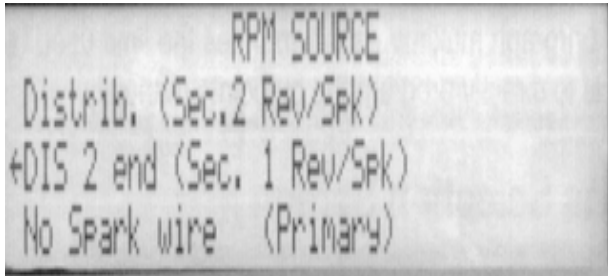 RPM SOURCE
Distrib. (Sec.2 Rev/Spk)
←DIS 2 end (Sec. 1 Rev/Spk)
No Spark wire (Primary)